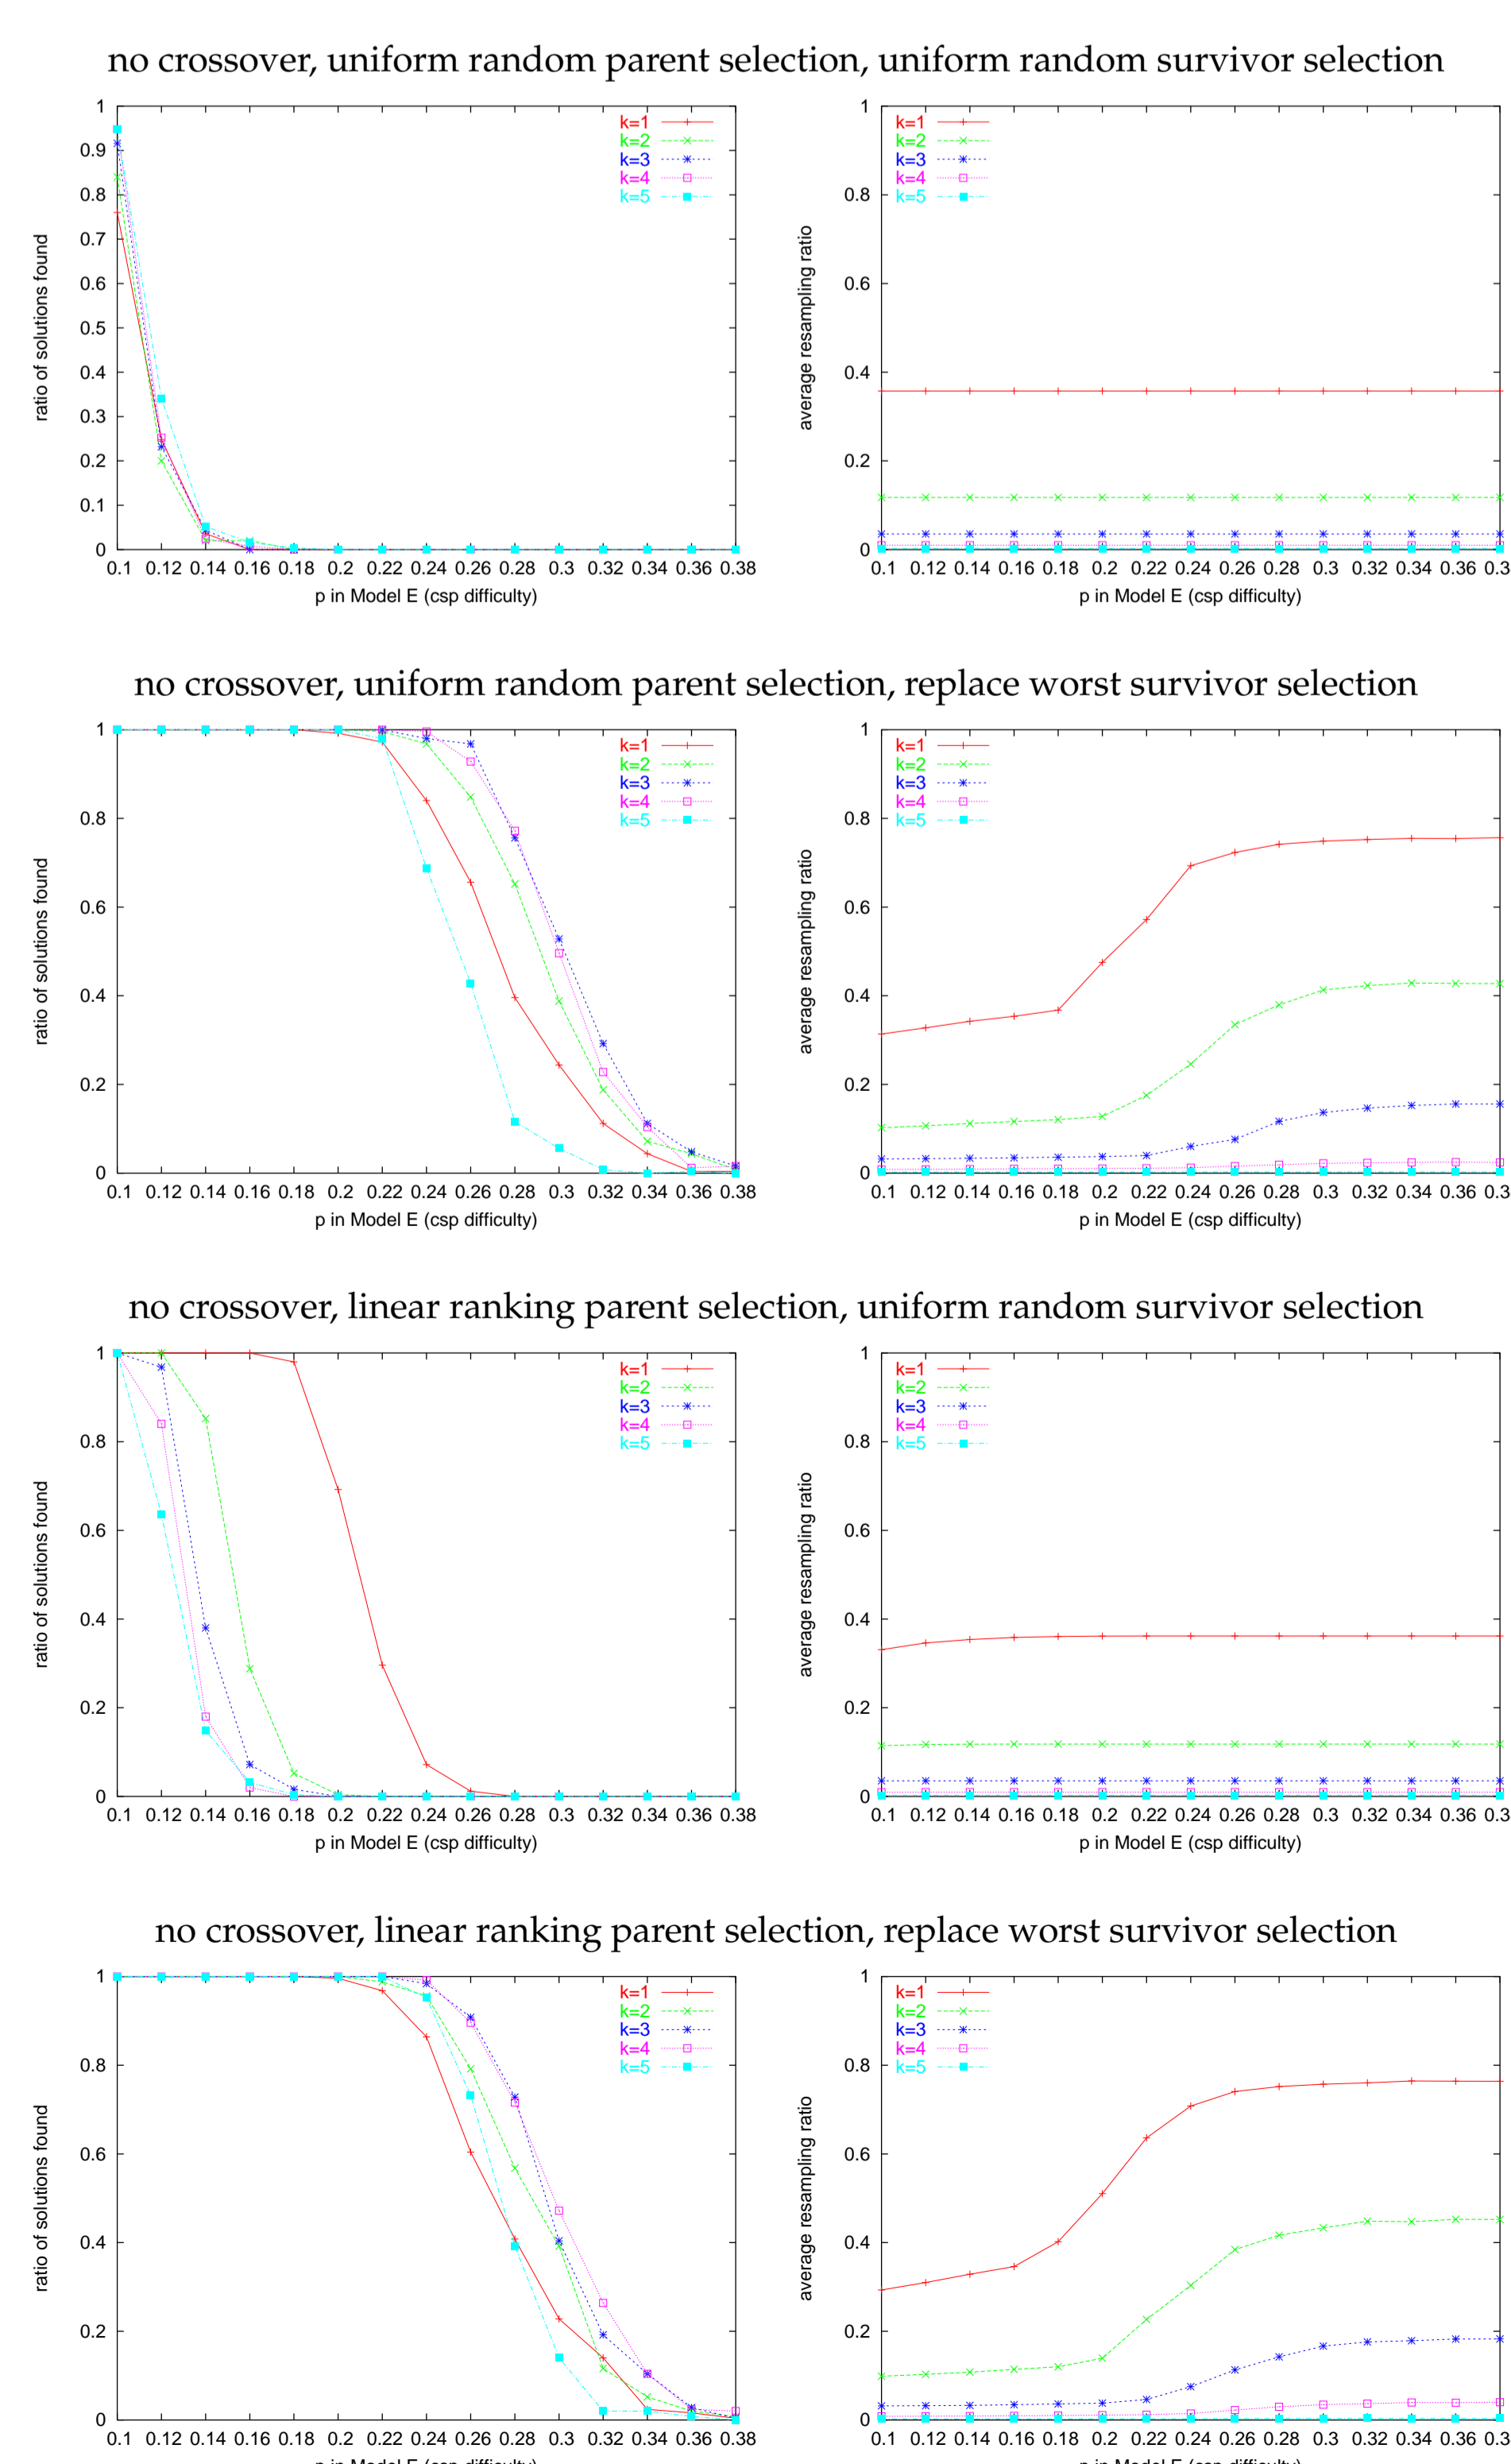 no crossover, uniform random parent selection, uniform random survivor selection
ratio of solutions found
1
0.9
0.8
0.7
0.6
0.5
0.4
0.3
0.2
0.1
0
k=1
k=2
k=3
k=4
k=5
0.1 0.12 0.14 0.16 0.18 0.2 0.22 0.24 0.26 0.28 0.3 0.32 0.34 0.36 0.38
p in Model E (csp difficulty)
average resampling ratio
1
0.8
0.6
0.4
0.2
0
k=1
k=2
k=3
k=4
k=5
0.1 0.12 0.14 0.16 0.18 0.2 0.22 0.24 0.26 0.28 0.3 0.32 0.34 0.36 0.3
p in Model E (csp difficulty)
no crossover, uniform random parent selection, replace worst survivor selection
ratio of solutions found
1
0.8
0.6
0.4
0.2
0
k=1
k=2
k=3
k=4
k=5
0.1 0.12 0.14 0.16 0.18 0.2 0.22 0.24 0.26 0.28 0.3 0.32 0.34 0.36 0.38
p in Model E (csp difficulty)
average resampling ratio
1
0.8
0.6
0.4
0.2
0
k=1
k=2
k=3
k=4
k=5
0.1 0.12 0.14 0.16 0.18 0.2 0.22 0.24 0.26 0.28 0.3 0.32 0.34 0.36 0.3
p in Model E (csp difficulty)
no crossover, linear ranking parent selection, uniform random survivor selection
ratio of solutions found
1
0.8
0.6
0.4
0.2
0
k=1
k=2
k=3
k=4
k=5
0.1 0.12 0.14 0.16 0.18 0.2 0.22 0.24 0.26 0.28 0.3 0.32 0.34 0.36 0.38
p in Model E (csp difficulty)
average resampling ratio
1
0.8
0.6
0.4
0.2
0
k=1
k=2
k=3
k=4
k=5
0.1 0.12 0.14 0.16 0.18 0.2 0.22 0.24 0.26 0.28 0.3 0.32 0.34 0.36 0.3
p in Model E (csp difficulty)
no crossover, linear ranking parent selection, replace worst survivor selection
ratio of solutions found
1
0.8
0.6
0.4
0.2
0
k=1
k=2
k=3
k=4
k=5
0.1 0.12 0.14 0.16 0.18 0.2 0.22 0.24 0.26 0.28 0.3 0.32 0.34 0.36 0.38
p in Model E (csp difficulty)
average resampling ratio
1
0.8
0.6
0.4
0.2
0
k=1
k=2
k=3
k=4
k=5
0.1 0.12 0.14 0.16 0.18 0.2 0.22 0.24 0.26 0.28 0.3 0.32 0.34 0.36 0.3
p in Model E (csp difficulty)